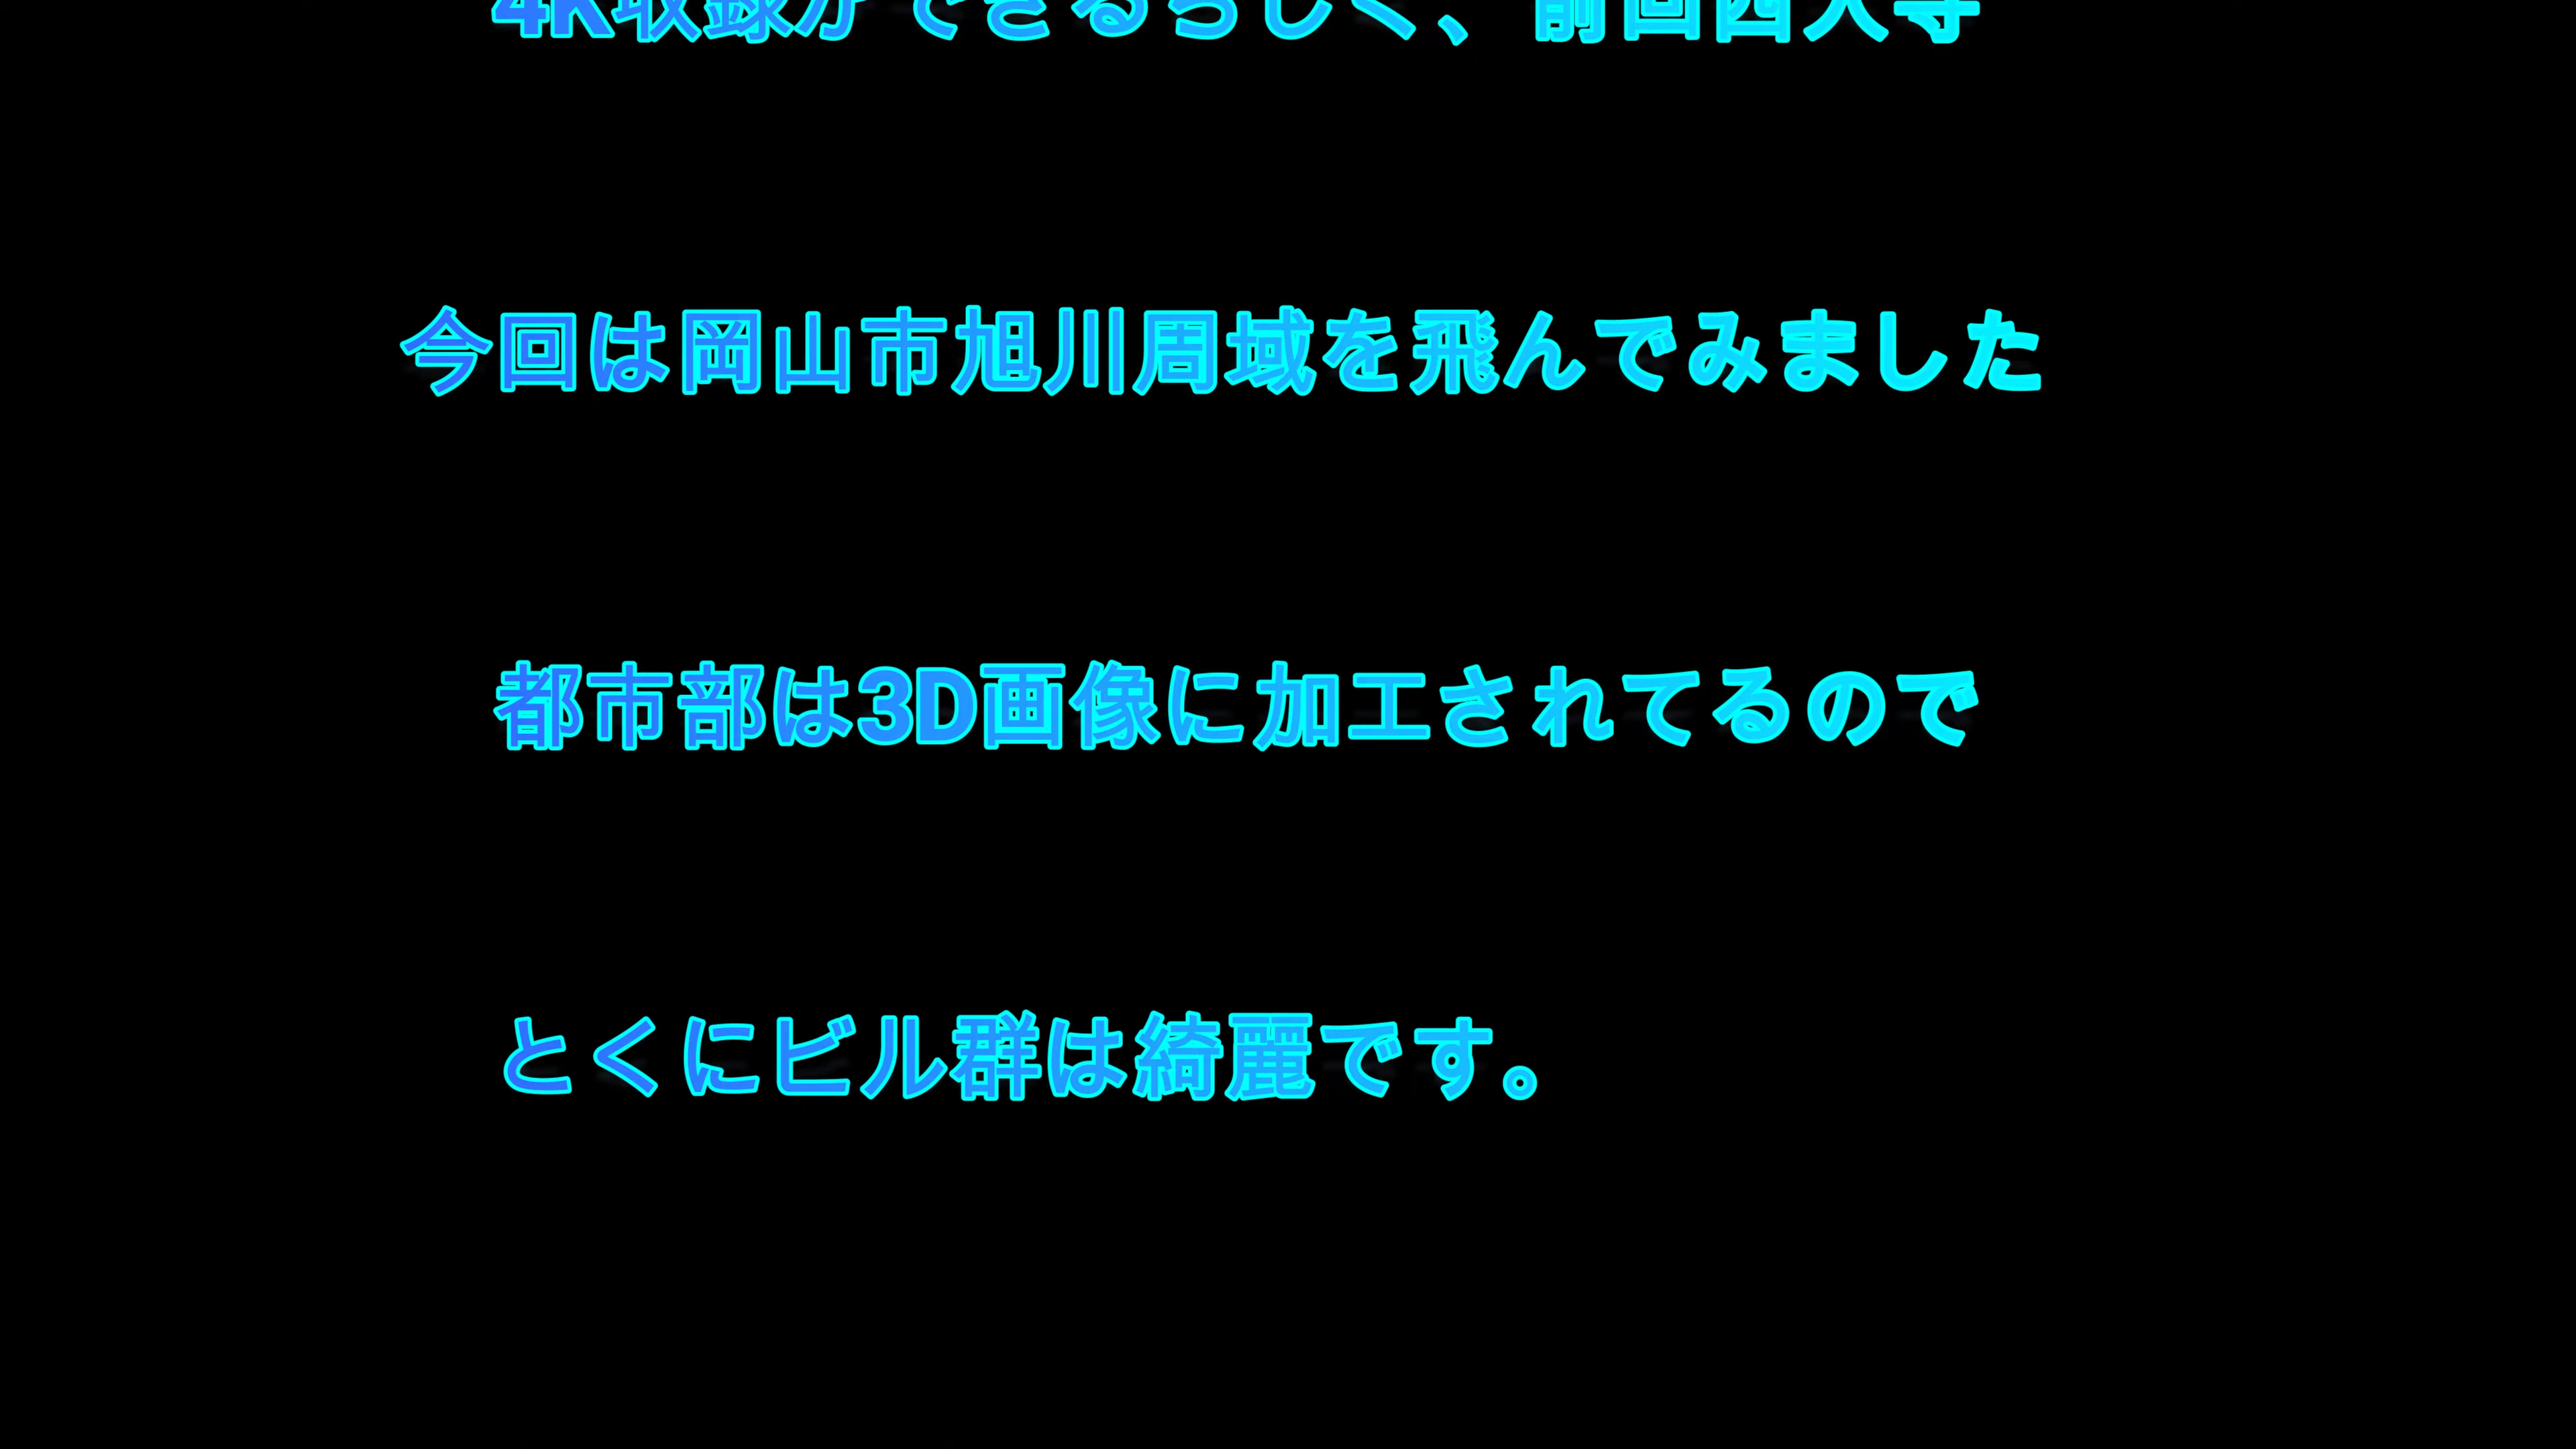 4K収録ができるらしく、前回西大寺
今回は岡山市旭川周域を飛んでみました
都市部は3D画像に加工されてるので
とくにビル群は綺麗です。